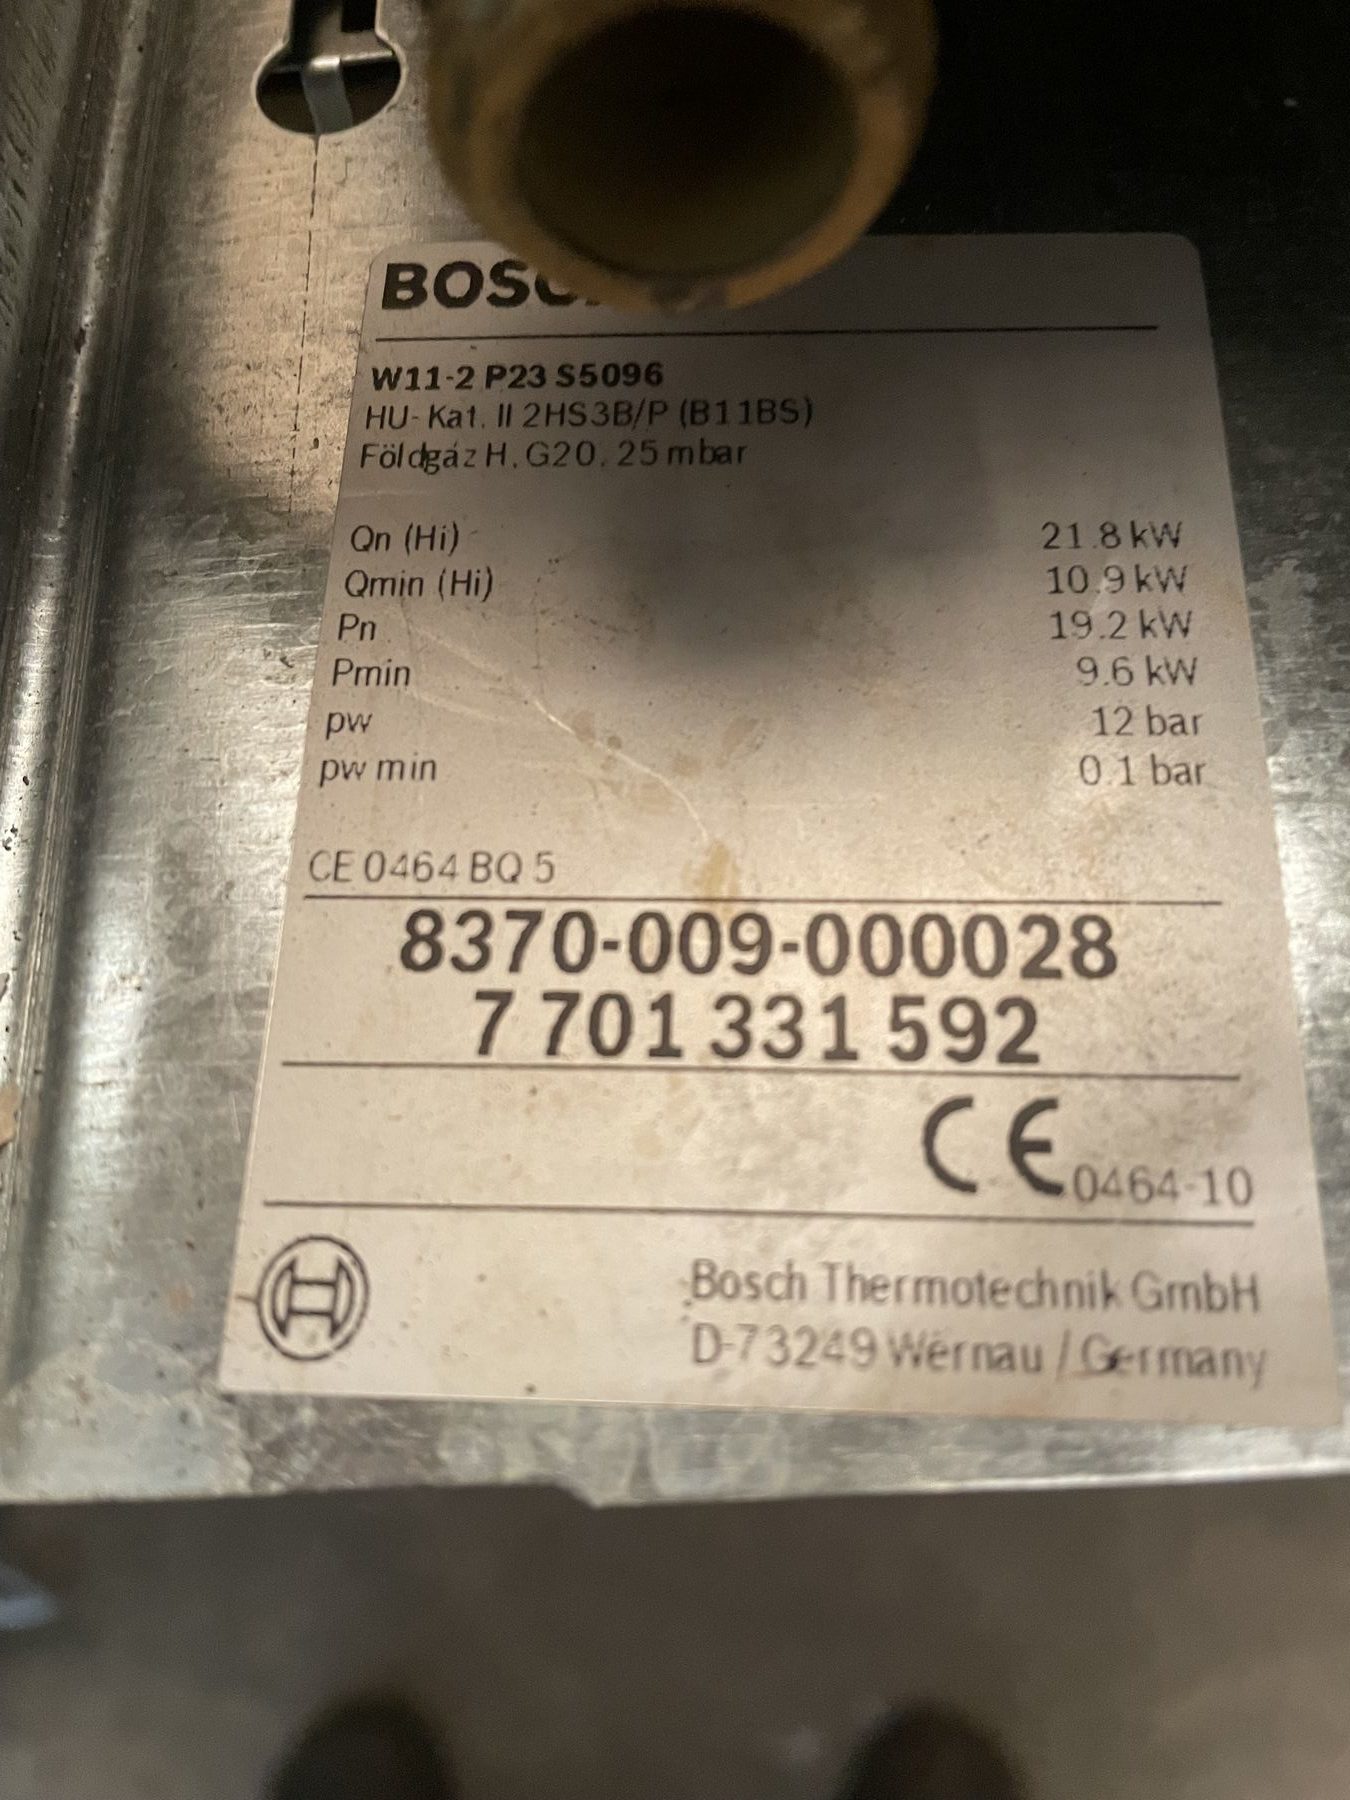 BOSCH
W11-2 P23 S5096
HU- Kat. II 2HS3B/P (B11BS)
Földgáz H, G20, 25 mbar
Qn (Hi) 21.8 kW
Qmin (Hi) 10.9 kW
Pn 19.2 kW
Pmin 9.6 kW
pw 12 bar
pw min 0.1 bar
CE 0464 BQ 5
8370-009-000028
7 701 331 592
CE 0464-10
Bosch Thermotechnik GmbH
D-73249 Wernau / Germany